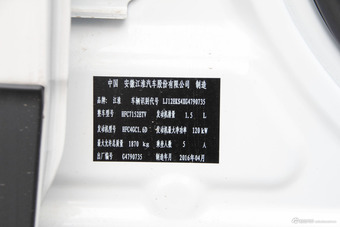 中国 安徽江淮汽车股份有限公司 制造
品牌: 江淮 车辆识别代号 LJ12EKS4XG4790735
整车型号 HFC7152ETV 发动机排量 1.5 L
发动机型号 HFC4GC1.6D 发动机最大净功率 120 kW
最大允许总质量 1870 kg 乘坐人数 5 人
出厂编号 G4790735 制造年月 2016年04月